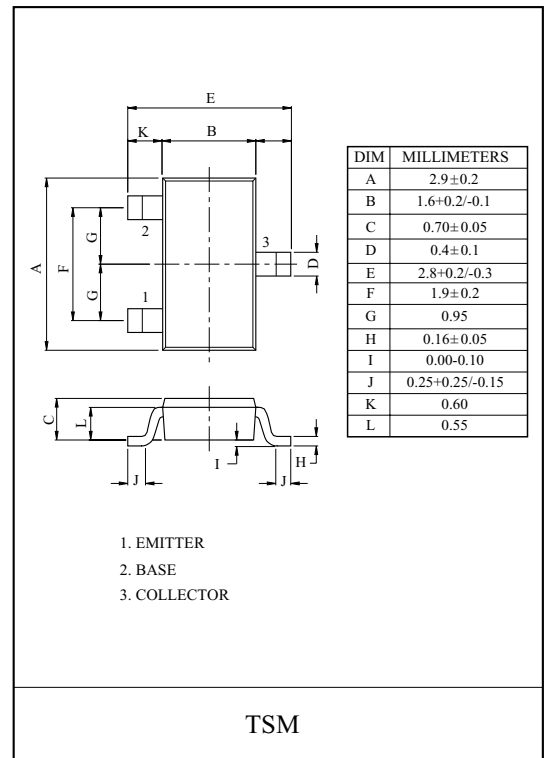 E
K
B
A
F
G
G
2
1
3
D
C
L
J
I
H
J
DIM MILLIMETERS
A 2.9±0.2
B 1.6+0.2/-0.1
C 0.70±0.05
D 0.4±0.1
E 2.8+0.2/-0.3
F 1.9±0.2
G 0.95
H 0.16±0.05
I 0.00-0.10
J 0.25+0.25/-0.15
K 0.60
L 0.55
1. EMITTER
2. BASE
3. COLLECTOR
TSM